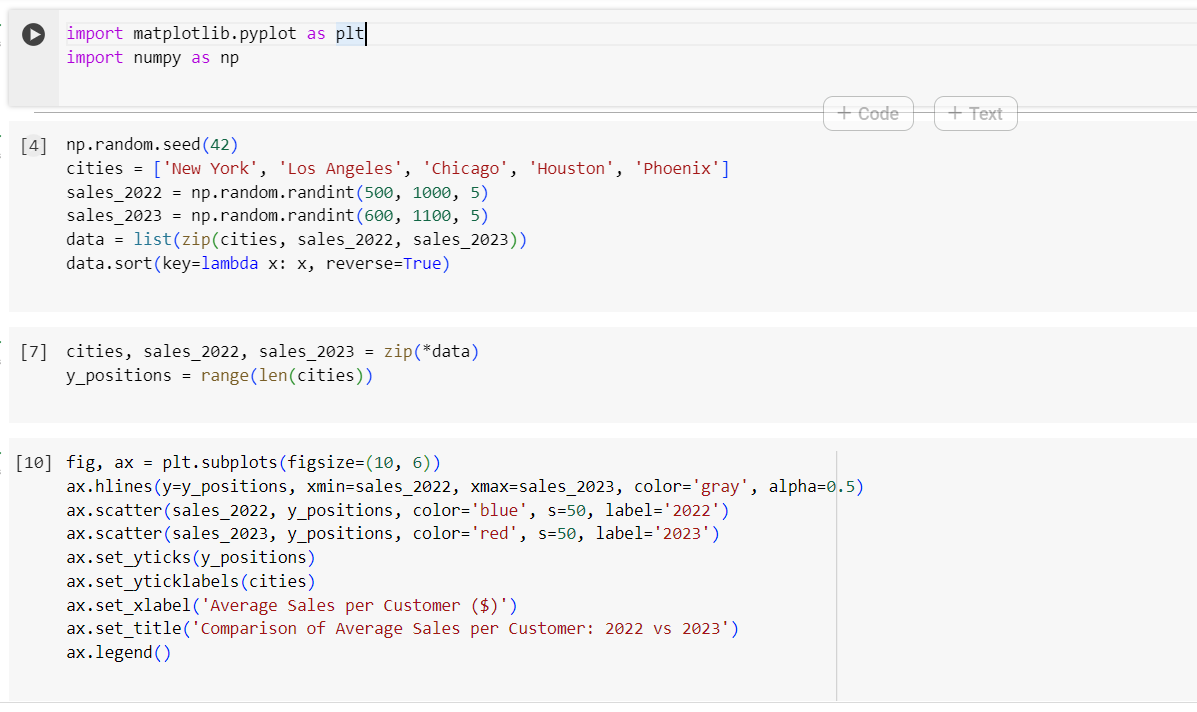 import matplotlib.pyplot as plt
import numpy as np
+ Code + Text
[4] np.random.seed(42)
cities = ['New York', 'Los Angeles', 'Chicago', 'Houston', 'Phoenix']
sales_2022 = np.random.randint(500, 1000, 5)
sales_2023 = np.random.randint(600, 1100, 5)
data = list(zip(cities, sales_2022, sales_2023))
data.sort(key=lambda x: x, reverse=True)
[7] cities, sales_2022, sales_2023 = zip(*data)
y_positions = range(len(cities))
[10] fig, ax = plt.subplots(figsize=(10, 6))
ax.hlines(y=y_positions, xmin=sales_2022, xmax=sales_2023, color='gray', alpha=0.5)
ax.scatter(sales_2022, y_positions, color='blue', s=50, label='2022')
ax.scatter(sales_2023, y_positions, color='red', s=50, label='2023')
ax.set_yticks(y_positions)
ax.set_yticklabels(cities)
ax.set_xlabel('Average Sales per Customer ($)')
ax.set_title('Comparison of Average Sales per Customer: 2022 vs 2023')
ax.legend()